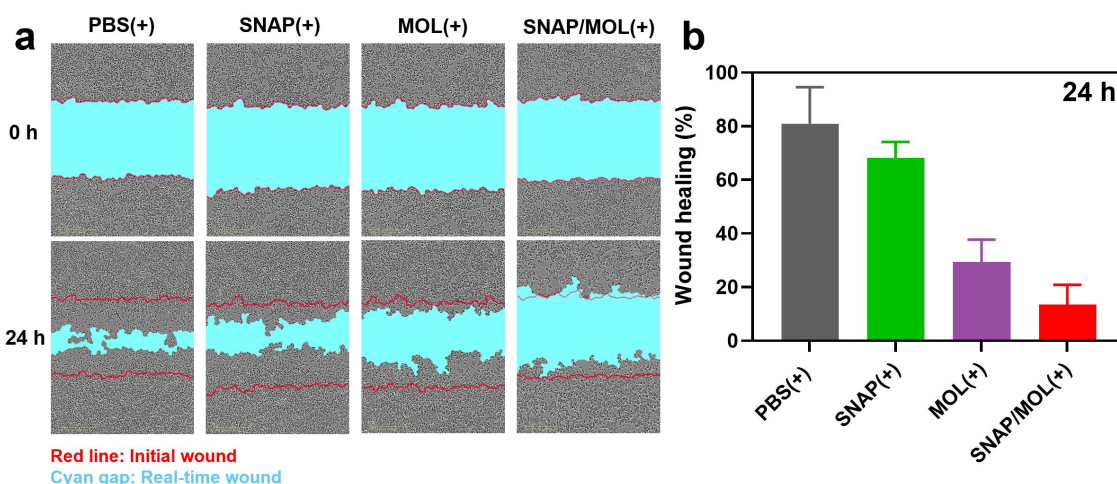 a
PBS(+) SNAP(+) MOL(+) SNAP/MOL(+)
0 h
24 h
Red line: Initial wound
Cyan gap: Real-time wound
b
24 h
Wound healing (%)
100
80
60
40
20
0
PBS(+) SNAP(+) MOL(+) SNAP/MOL(+)